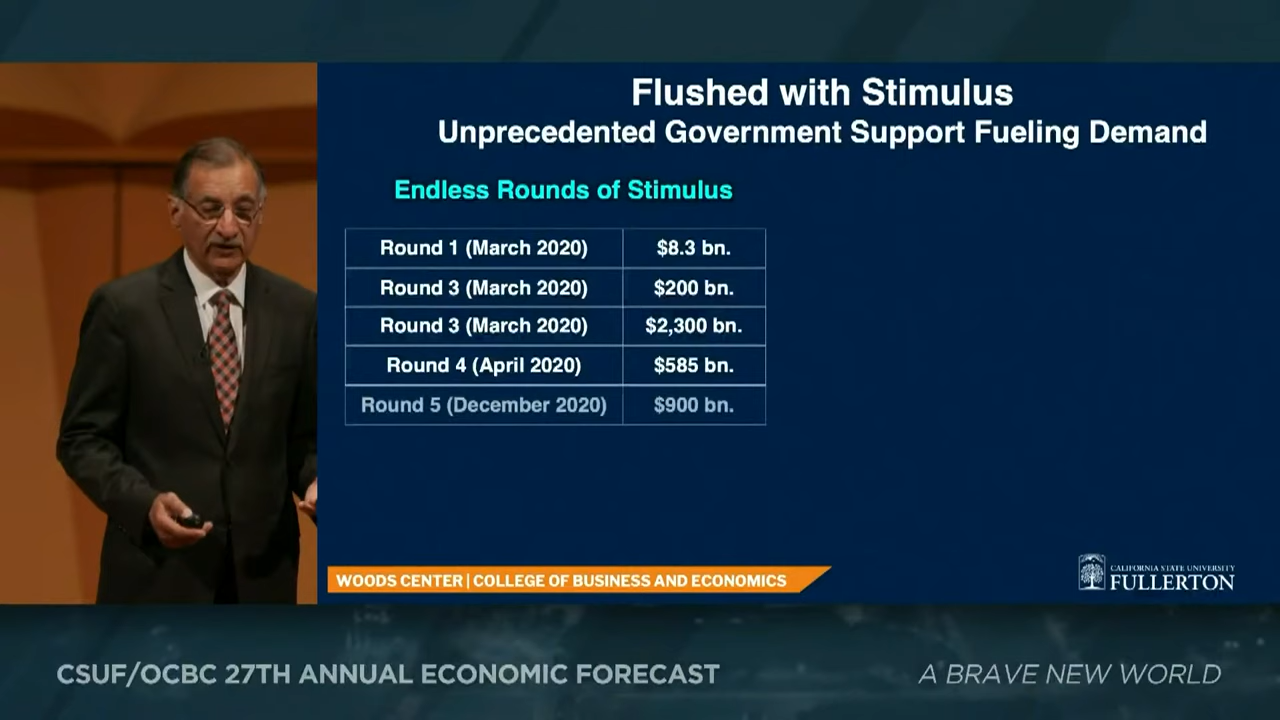 Flushed with Stimulus
Unprecedented Government Support Fueling Demand
Endless Rounds of Stimulus
Round 1 (March 2020) $8.3 bn.
Round 3 (March 2020) $200 bn.
Round 3 (March 2020) $2,300 bn.
Round 4 (April 2020) $585 bn.
Round 5 (December 2020) $900 bn.
WOODS CENTER | COLLEGE OF BUSINESS AND ECONOMICS
CALIFORNIA STATE UNIVERSITY
FULLERTON
CSUF/OCBC 27TH ANNUAL ECONOMIC FORECAST
A BRAVE NEW WORLD